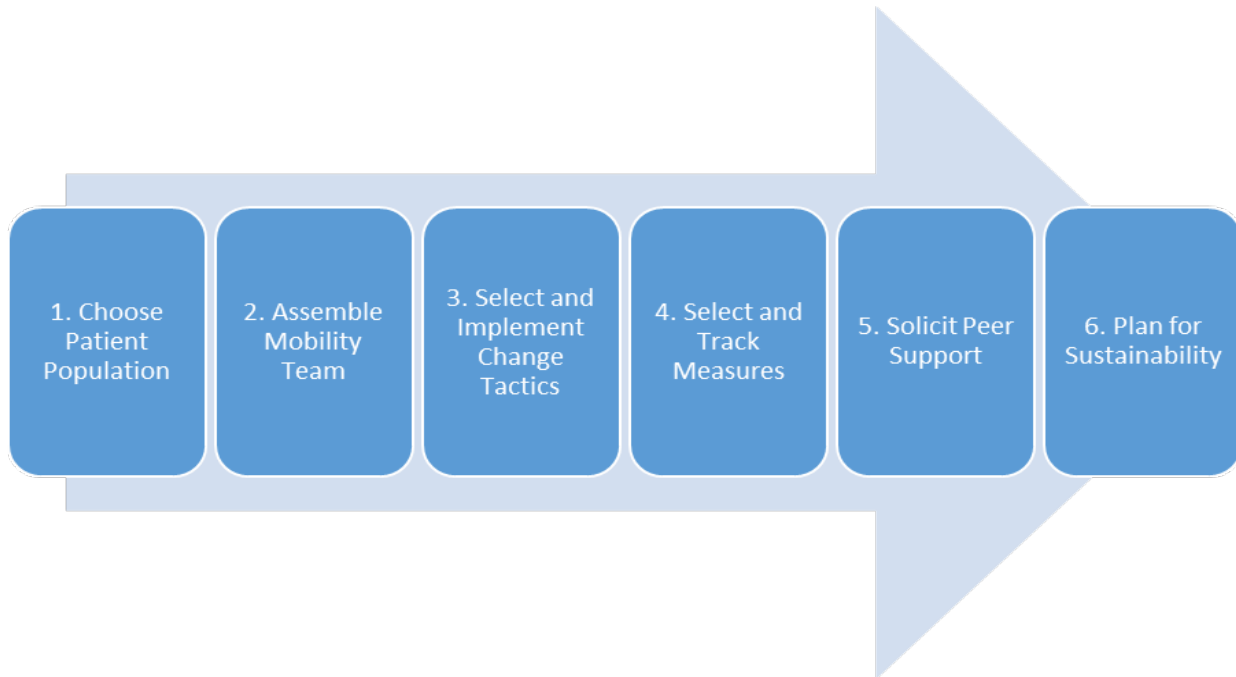 1. Choose
Patient
Population
2. Assemble
Mobility
Team
3. Select and
Implement
Change
Tactics
4. Select and
Track
Measures
5. Solicit Peer
Support
6. Plan for
Sustainability